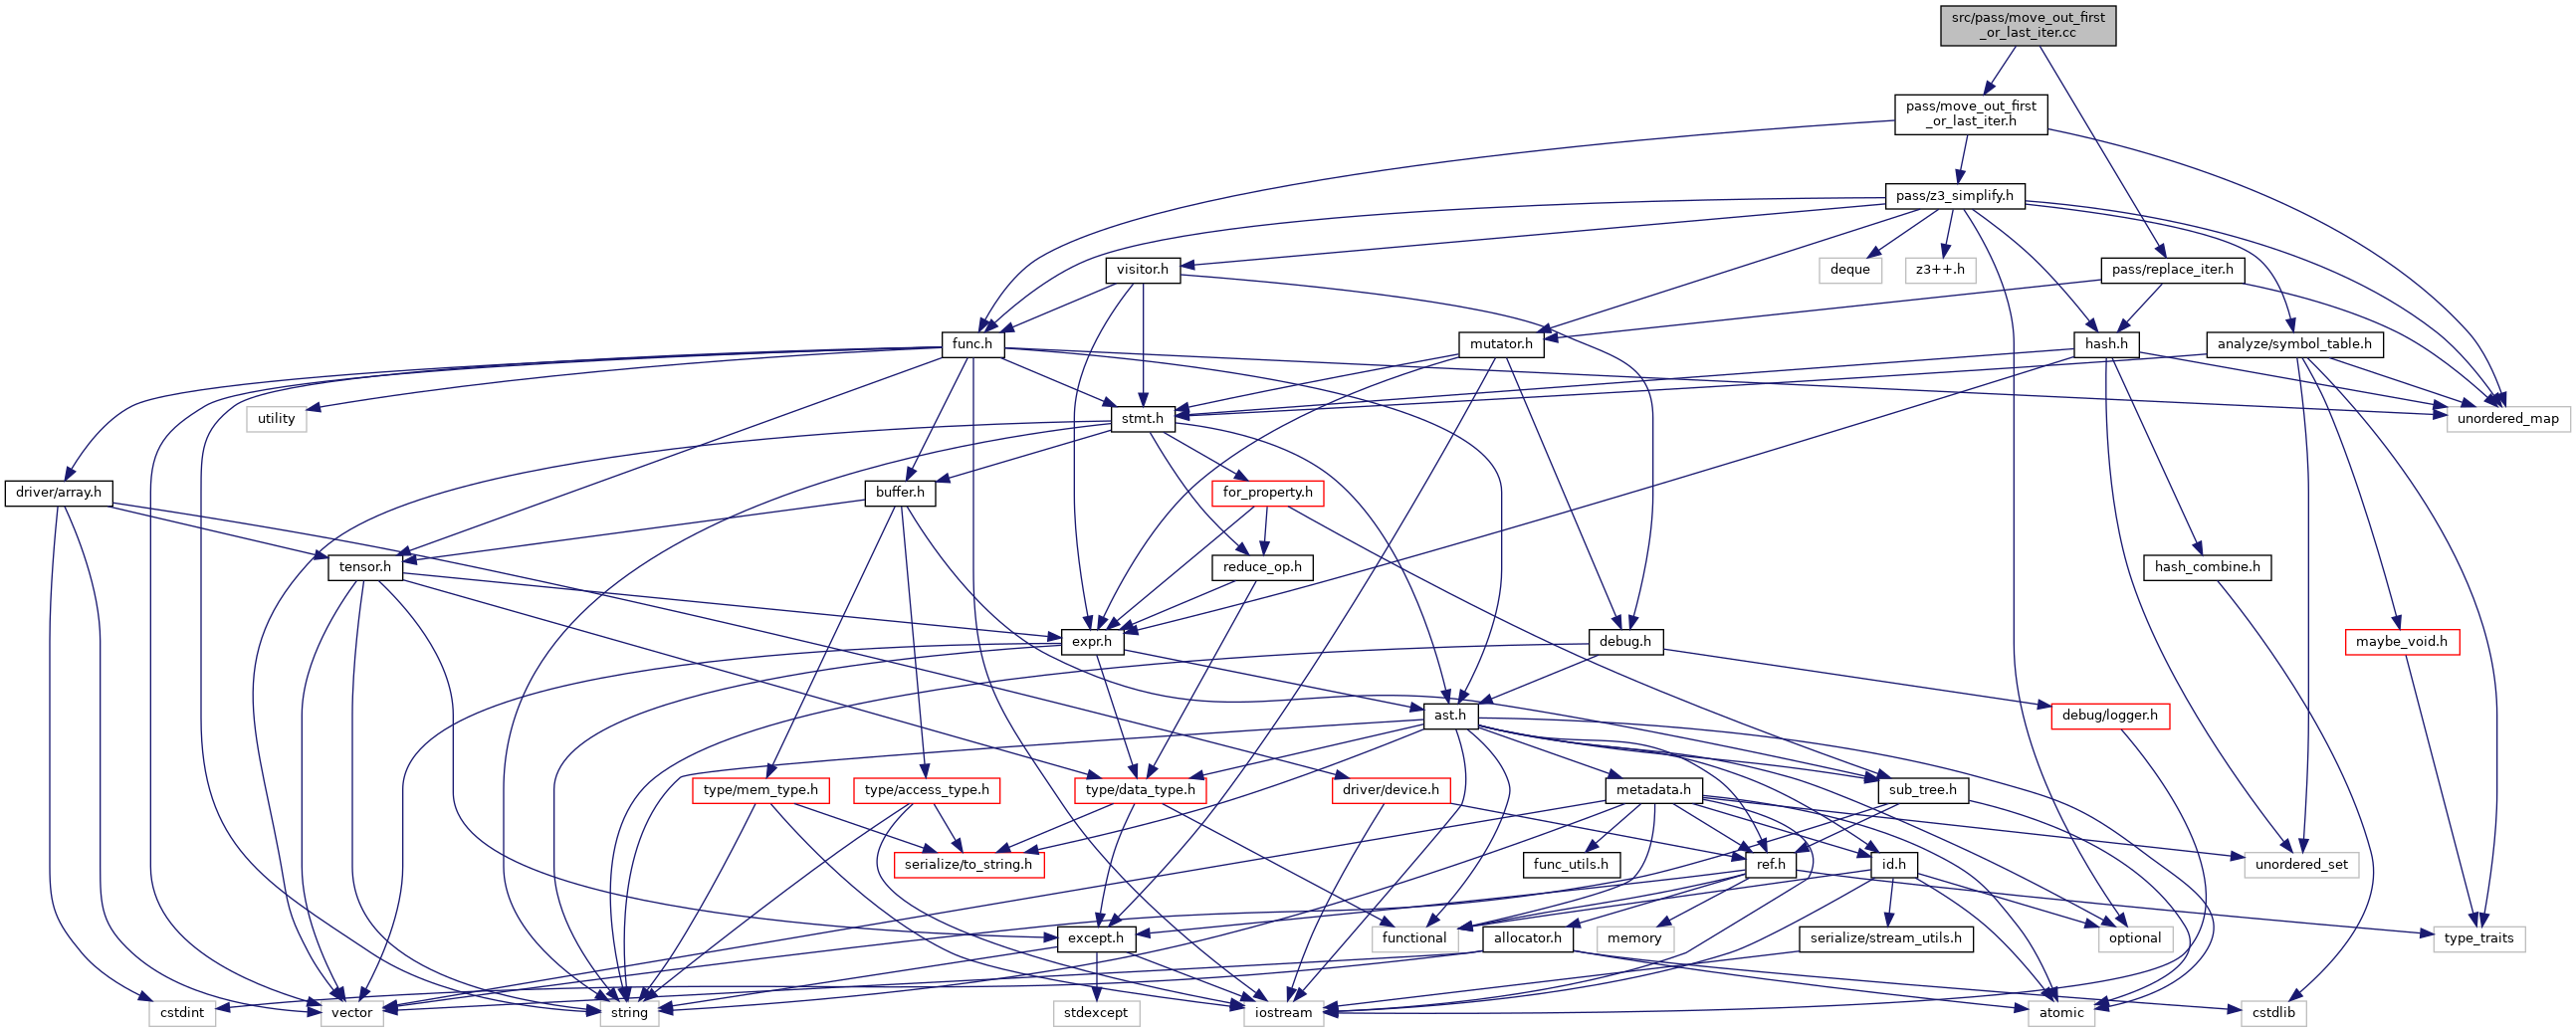 src/pass/move_out_first
_or_last_iter.cc
pass/move_out_first
_or_last_iter.h
pass/z3_simplify.h
visitor.h
deque
z3++.h
pass/replace_iter.h
func.h
mutator.h
hash.h
analyze/symbol_table.h
utility
stmt.h
unordered_map
driver/array.h
buffer.h
for_property.h
tensor.h
reduce_op.h
hash_combine.h
expr.h
debug.h
maybe_void.h
ast.h
debug/logger.h
type/mem_type.h
type/access_type.h
type/data_type.h
driver/device.h
metadata.h
sub_tree.h
serialize/to_string.h
func_utils.h
ref.h
id.h
unordered_set
except.h
functional
allocator.h
memory
serialize/stream_utils.h
optional
type_traits
cstdint
vector
string
stdexcept
iostream
atomic
cstdlib